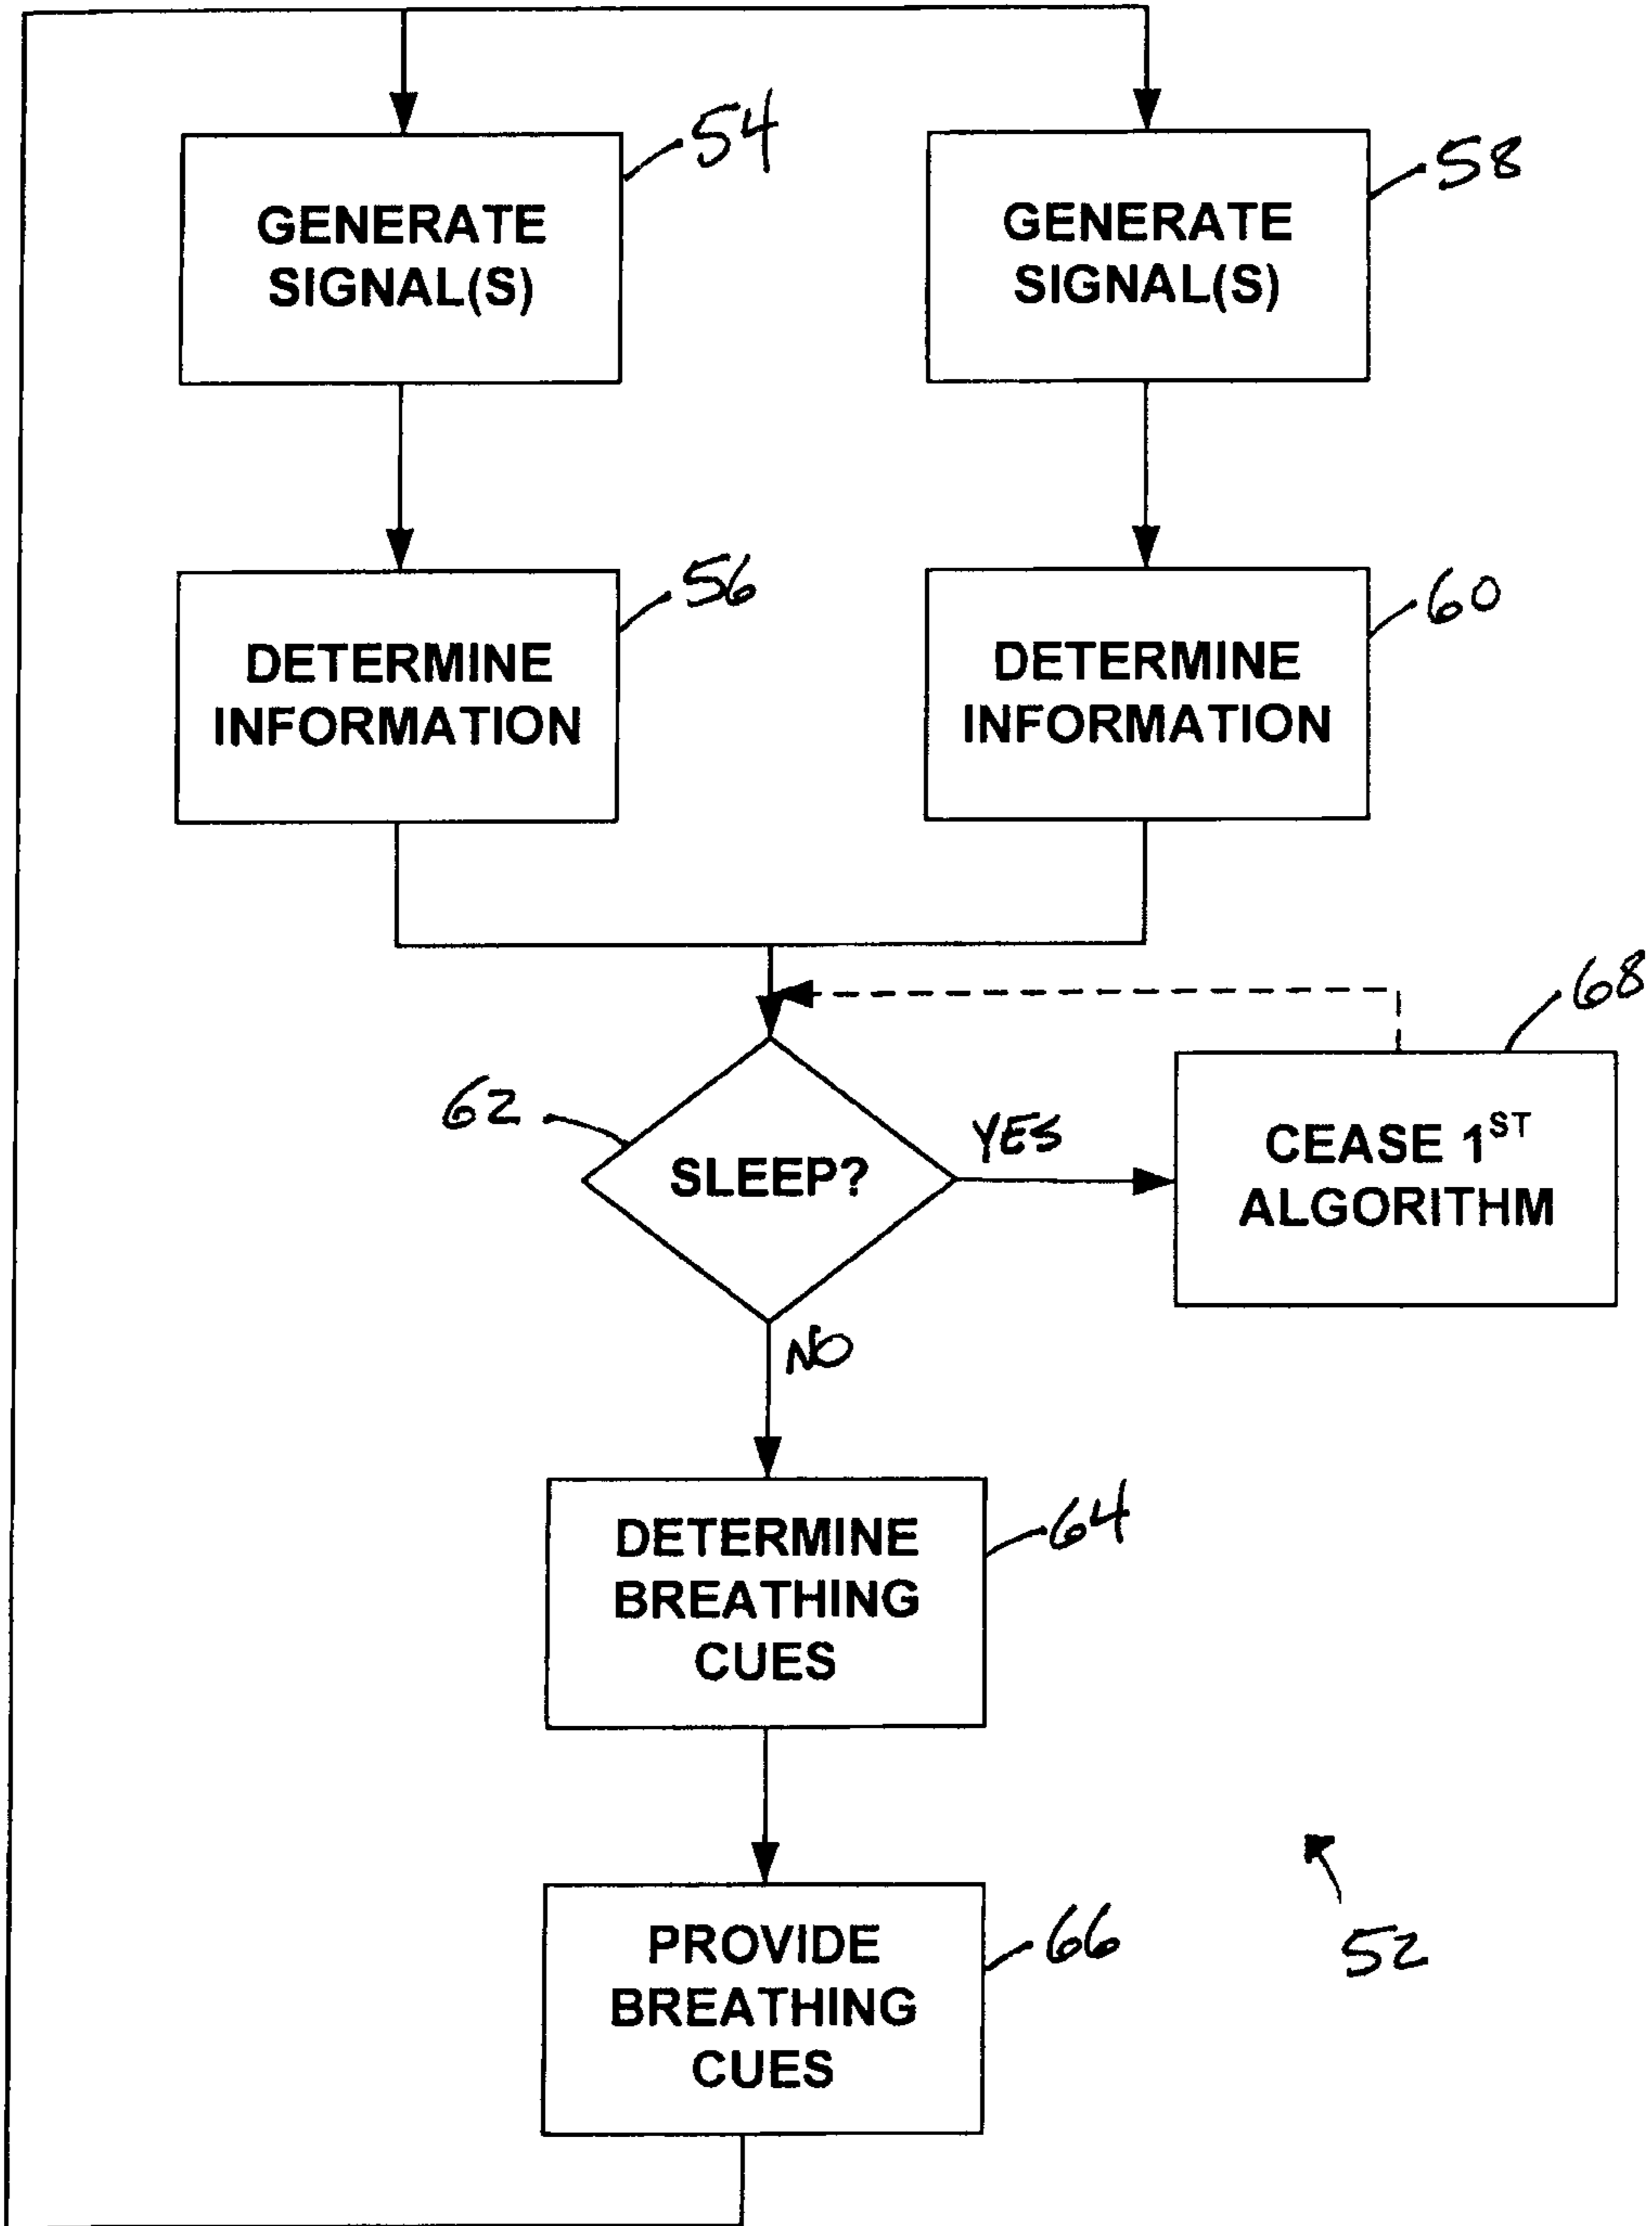 54
58
GENERATE
SIGNAL(S)
GENERATE
SIGNAL(S)
56
60
DETERMINE
INFORMATION
DETERMINE
INFORMATION
68
62
SLEEP?
YES
CEASE 1ST
ALGORITHM
NO
64
DETERMINE
BREATHING
CUES
66
PROVIDE
BREATHING
CUES
52